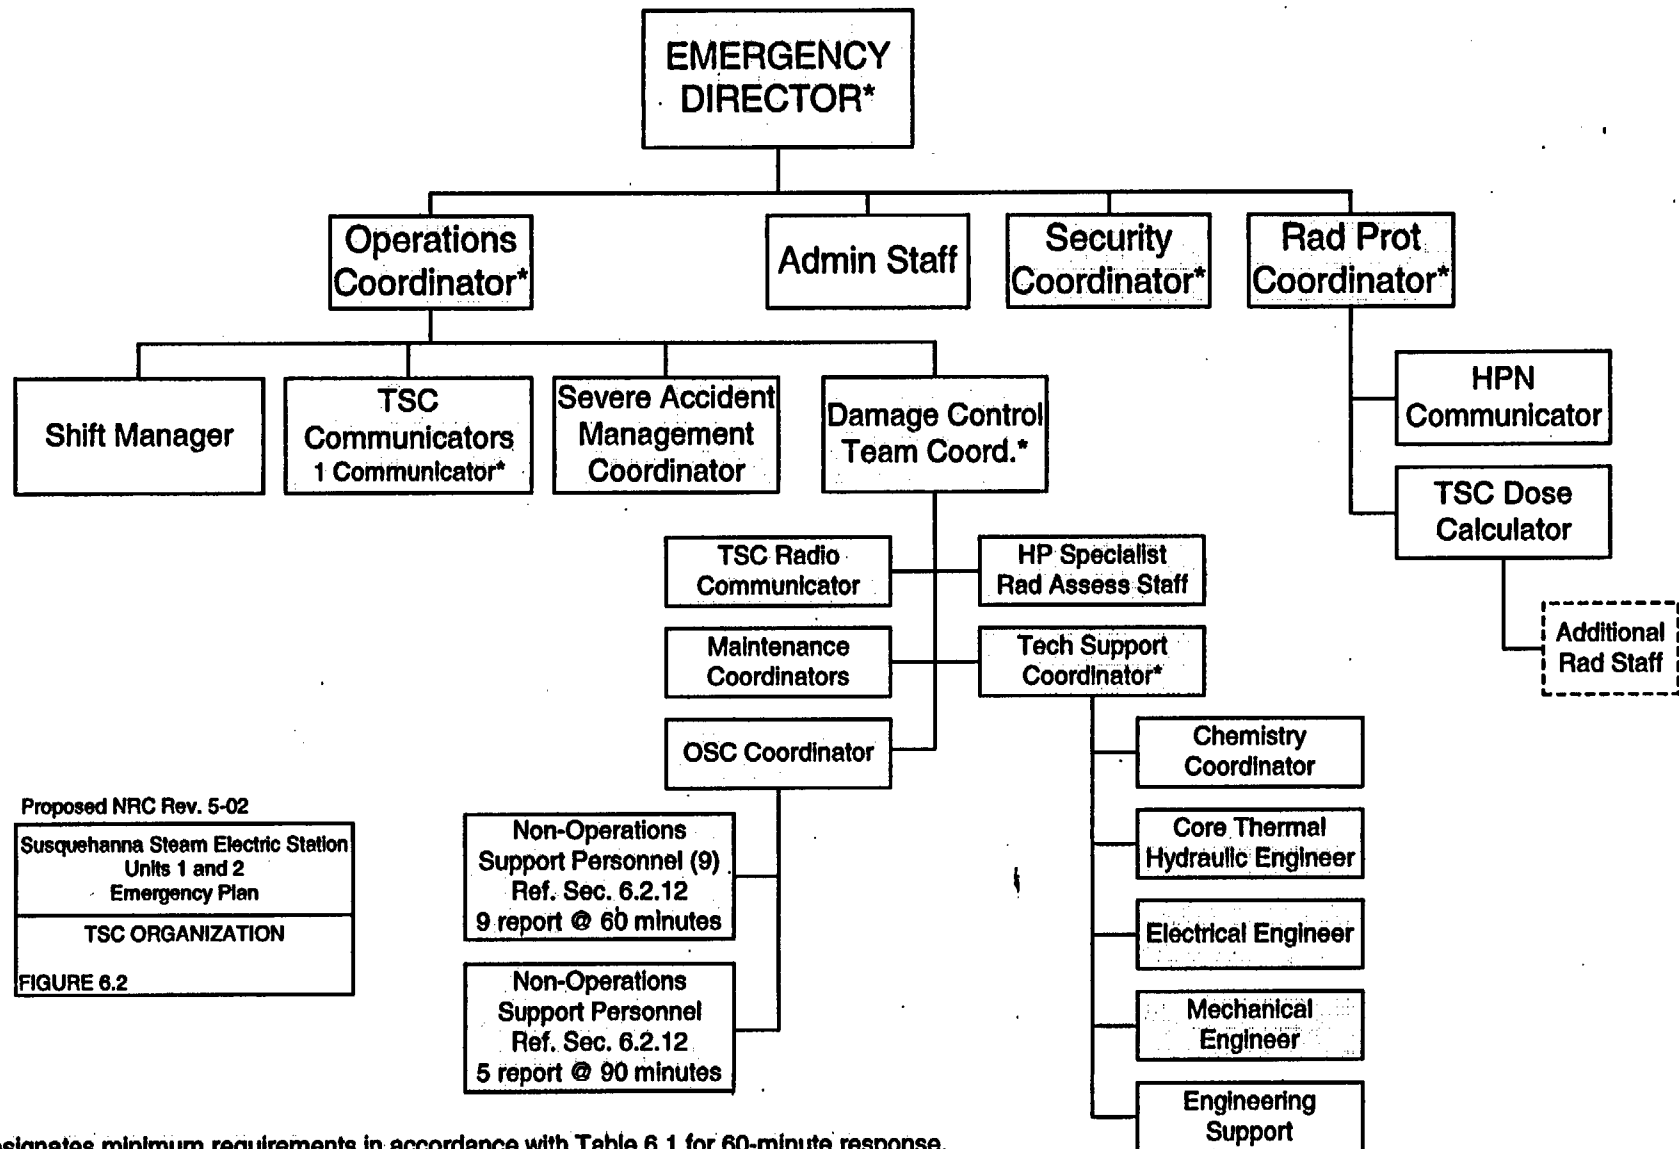 EMERGENCY
DIRECTOR*
Operations
Coordinator*
Admin Staff
Security
Coordinator*
Rad Prot
Coordinator*
Shift Manager
TSC
Communicators
1 Communicator*
Severe Accident
Management
Coordinator
Damage Control
Team Coord.*
HPN
Communicator
TSC Dose
Calculator
Additional
Rad Staff
TSC Radio
Communicator
HP Specialist
Rad Assess Staff
Maintenance
Coordinators
Tech Support
Coordinator*
OSC Coordinator
Chemistry
Coordinator
Core Thermal
Hydraulic Engineer
Electrical Engineer
Mechanical
Engineer
Engineering
Support
Non-Operations
Support Personnel (9)
Ref. Sec. 6.2.12
9 report @ 60 minutes
Non-Operations
Support Personnel
Ref. Sec. 6.2.12
5 report @ 90 minutes
Proposed NRC Rev. 5-02
Susquehanna Steam Electric Station
Units 1 and 2
Emergency Plan
TSC ORGANIZATION
FIGURE 6.2
minimum requirements in accordance with Table 6.1 for 60-minute response.